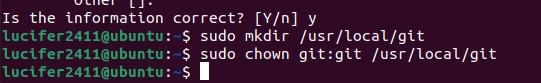 Other []:
Is the information correct? [Y/n] y
lucifer2411@ubuntu:~$ sudo mkdir /usr/local/git
lucifer2411@ubuntu:~$ sudo chown git:git /usr/local/git
lucifer2411@ubuntu:~$